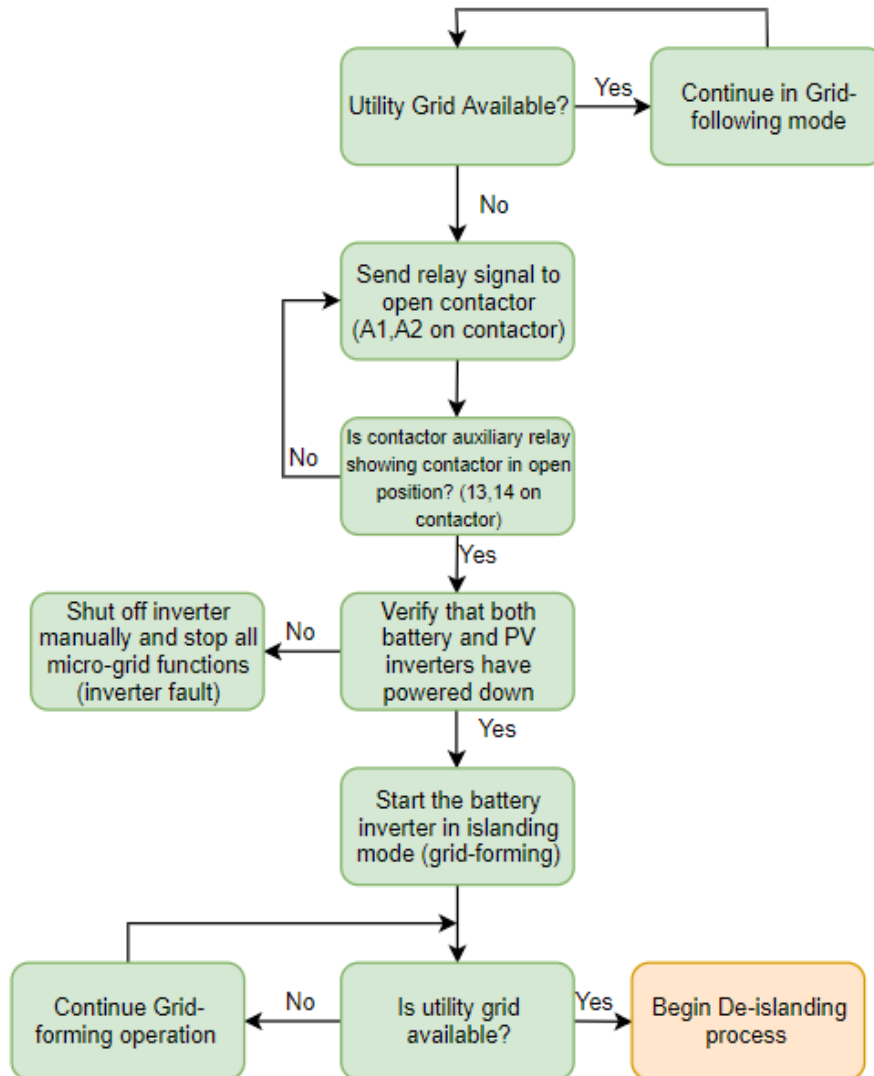 Utility Grid Available?
Yes
Continue in Grid-
following mode
No
Send relay signal to
open contactor
(A1,A2 on contactor)
Is contactor auxiliary relay
showing contactor in open
position? (13,14 on
contactor)
No
Yes
Shut off inverter
manually and stop all
micro-grid functions
(inverter fault)
No
Verify that both
battery and PV
inverters have
powered down
Yes
Start the battery
inverter in islanding
mode (grid-forming)
Continue Grid-
forming operation
No
Is utility grid
available?
Yes
Begin De-islanding
process